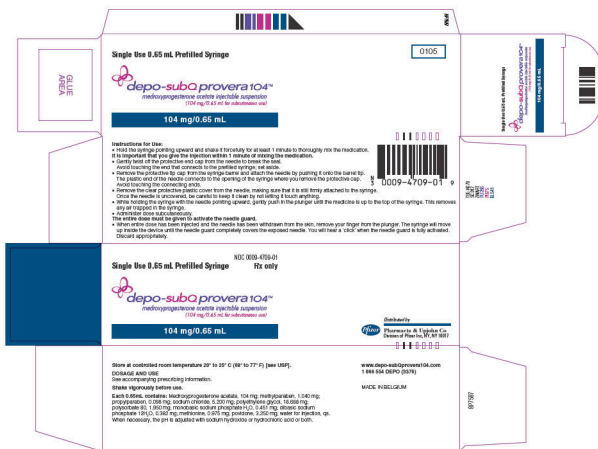 Single Use 0.65 mL Prefilled Syringe
0105
GLUE
AREA
depo-subQ provera 104™
medroxyprogesterone acetate injectable suspension
(104 mg/0.65 mL for subcutaneous use)
104 mg/0.65 mL
Single Use 0.65 mL Prefilled Syringe
depo-subQ provera 104™
104 mg/0.65 mL
Instructions for Use:
• Hold the syringe pointing upward and shake it forcefully for at least 1 minute to thoroughly mix the medication.
It is important that you give the injection within 1 minute of mixing the medication.
• Gently twist off the protective end cap from the needle to break the seal.
Avoid touching the end that connects to the prefilled syringe; set aside.
• Remove the protective tip cap from the syringe barrel and attach the needle by pushing it onto the barrel tip.
The plastic end of the needle connects to the opening of the syringe where you remove the protective cap.
Avoid touching the connecting ends.
• Remove the clear protective plastic cover from the needle, making sure that it is still firmly attached to the syringe.
Once the needle is uncovered, be careful to keep it clean by not letting it touch anything.
• While holding the syringe with the needle pointing upward, gently push in the plunger until the medicine is up to the top of the syringe. This removes
any air trapped in the syringe.
• Administer dose subcutaneously.
The entire dose must be given to activate the needle guard.
• When entire dose has been injected and the needle has been withdrawn from the skin, remove your finger from the plunger. The syringe will move
up inside the device until the needle guard completely covers the exposed needle. You will hear a 'click' when the needle guard is fully activated.
Discard appropriately.
N
3
0009-4709-01
9
NDC 0009-4709-01
Single Use 0.65 mL Prefilled Syringe Rx only
depo-subQ provera 104™
medroxyprogesterone acetate injectable suspension
(104 mg/0.65 mL for subcutaneous use)
104 mg/0.65 mL
Distributed by
Pfizer
Pharmacia & Upjohn Co
Division of Pfizer Inc, NY, NY 10017
Store at controlled room temperature 20° to 25° C (68° to 77° F) [see USP].
DOSAGE AND USE
See accompanying prescribing information.
Shake vigorously before use.
Each 0.65mL contains: Medroxyprogesterone acetate, 104 mg; methylparaben, 1.040 mg;
propylparaben, 0.098 mg; sodium chloride, 5.200 mg; polyethylene glycol, 18.688 mg;
polysorbate 80, 1.950 mg; monobasic sodium phosphate H₂O, 0.451 mg; dibasic sodium
phosphate 12H₂O, 0.382 mg; methionine, 0.975 mg; povidone, 3.250 mg; water for injection, qs.
When necessary, the pH is adjusted with sodium hydroxide or hydrochloric acid or both.
www.depo-subQprovera104.com
1 866 554 DEPO (3376)
MADE IN BELGIUM